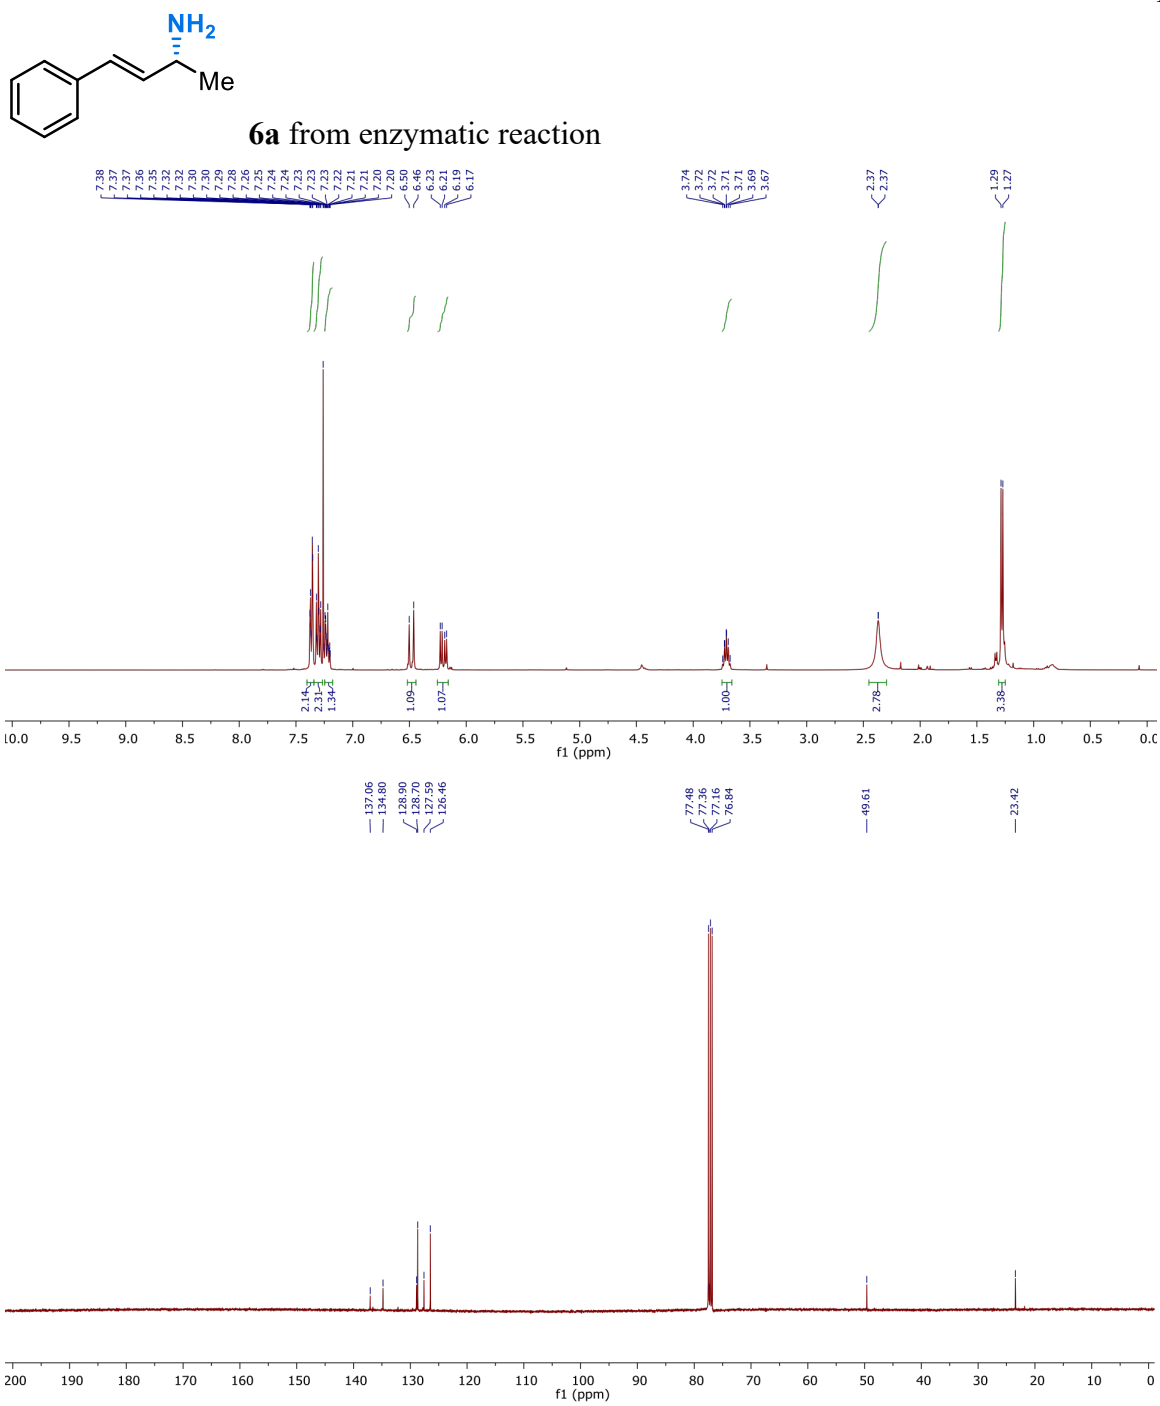 NH2
Me
6a from enzymatic reaction
7.38 7.37 7.37 7.36 7.35 7.32 7.32 7.30 7.30 7.29 7.28 7.26 7.25 7.24 7.24 7.23 7.23 7.23 7.22 7.21 7.21 7.20 7.20 6.50 6.46 6.23 6.21 6.19 6.17 3.74 3.72 3.72 3.71 3.71 3.69 3.67 2.37 2.37 1.29 1.27
2.14 2.31 1.34 1.09 1.07 1.00 2.78 3.38
10.0 9.5 9.0 8.5 8.0 7.5 7.0 6.5 6.0 5.5 5.0 4.5 4.0 3.5 3.0 2.5 2.0 1.5 1.0 0.5 0.0
f1 (ppm)
137.06 134.80 128.90 128.70 127.59 126.46 77.48 77.36 77.16 76.84 49.61 23.42
200 190 180 170 160 150 140 130 120 110 100 90 80 70 60 50 40 30 20 10 0
f1 (ppm)